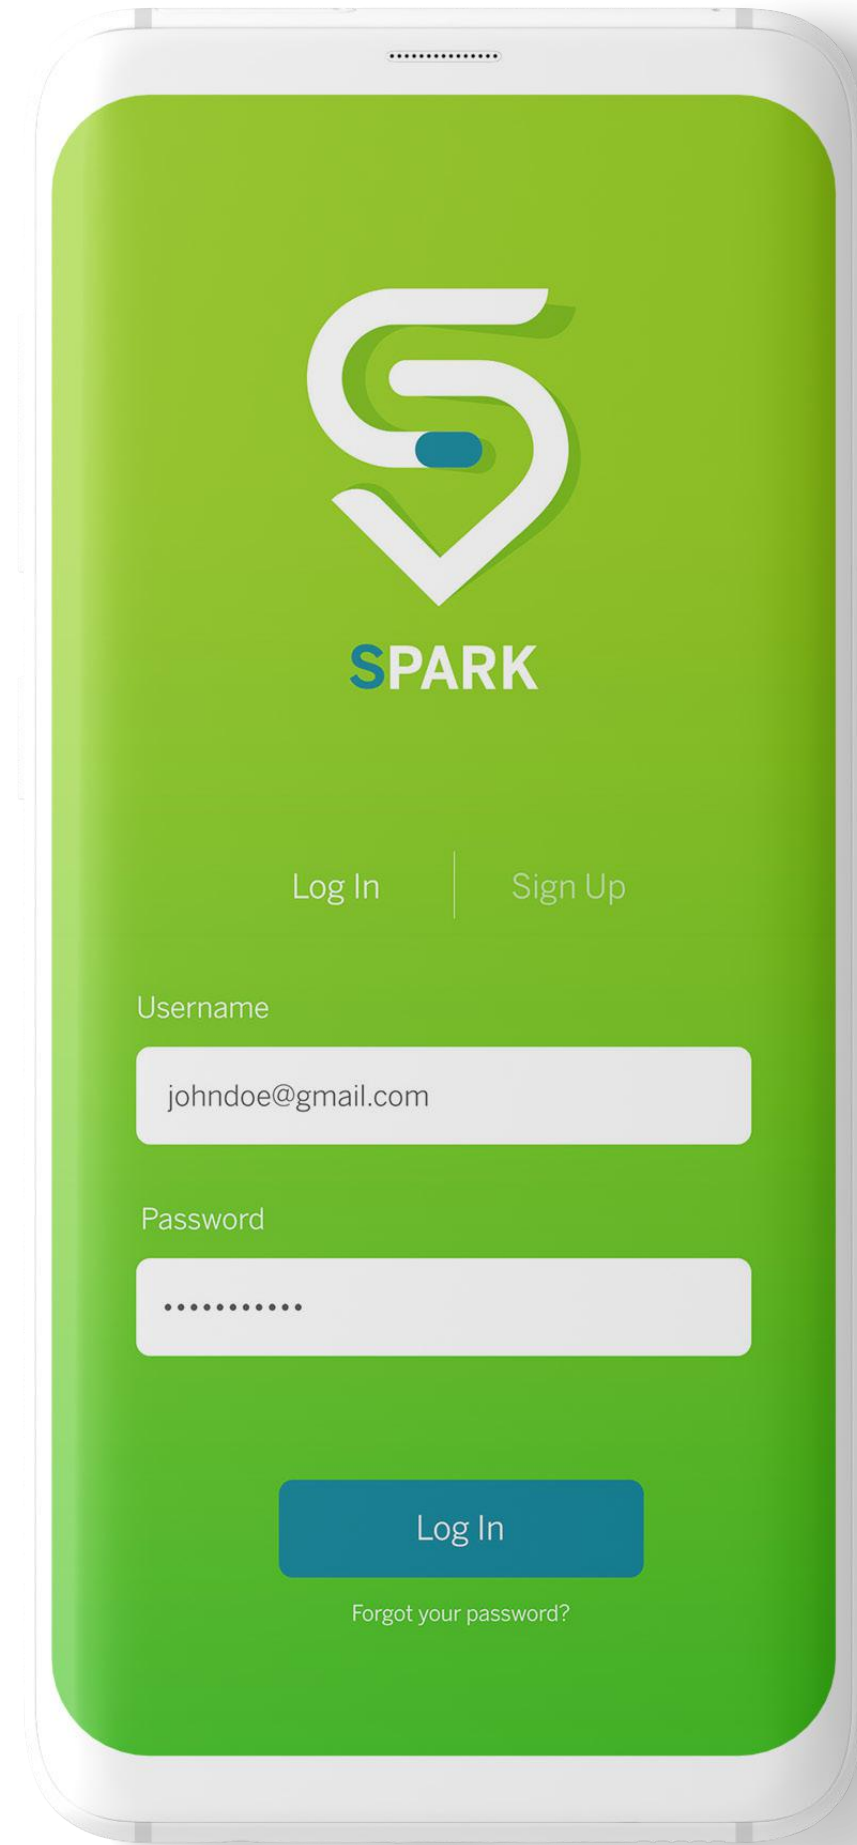 SPARK
Log In
Sign Up
Username
johndoe@gmail.com
Password
•••••••••••
Log In
Forgot your password?